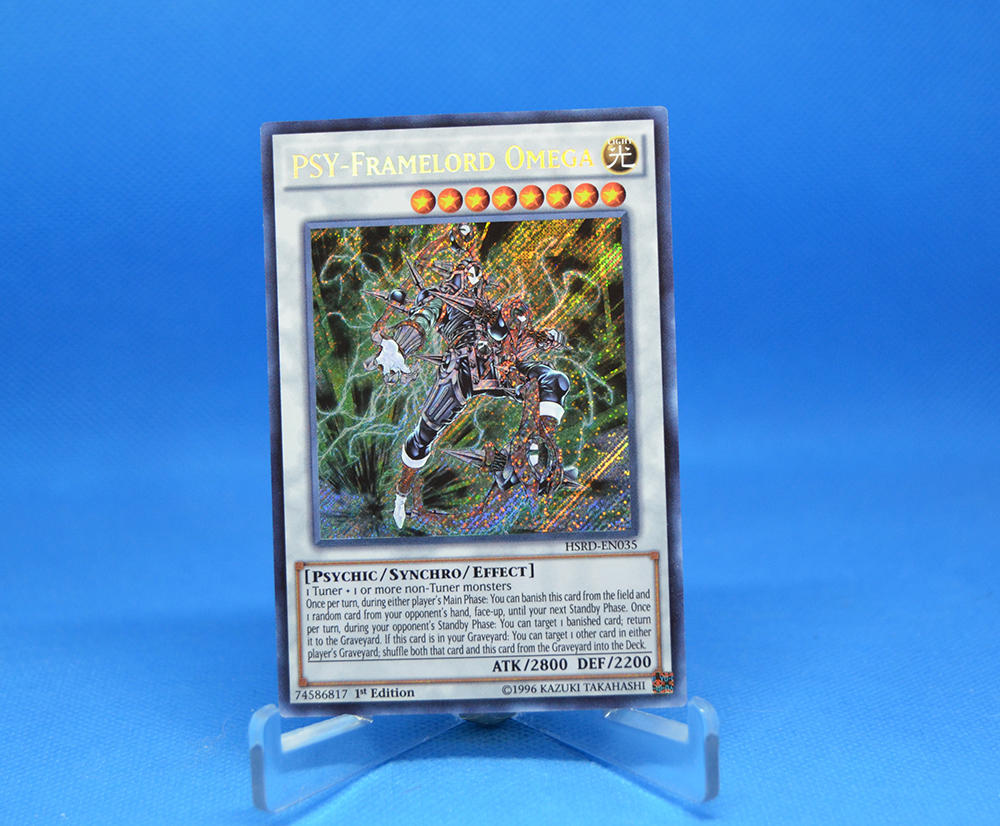 PSY-Framelord Omega
LIGHT
光
HSRD-EN035
[Psychic/Synchro/Effect]
1 Tuner + 1 or more non-Tuner monsters
Once per turn, during either player's Main Phase: You can banish this card from the field and
1 random card from your opponent's hand, face-up, until your next Standby Phase. Once
per turn, during your opponent's Standby Phase: You can target 1 banished card; return
it to the Graveyard. If this card is in your Graveyard: You can target 1 other card in either
player's Graveyard; shuffle both that card and this card from the Graveyard into the Deck.
ATK/2800 DEF/2200
74586817 1st Edition ©1996 KAZUKI TAKAHASHI